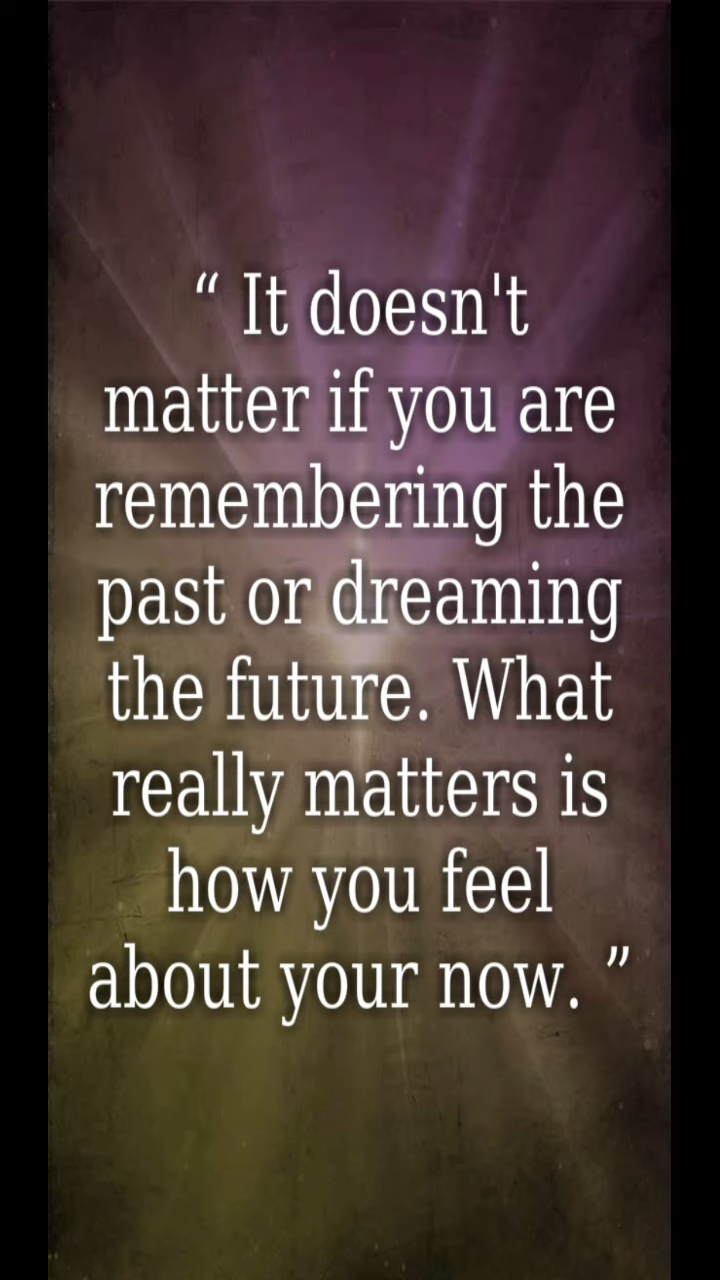 “ It doesn't
matter if you are
remembering the
past or dreaming
the future. What
really matters is
how you feel
about your now. ”